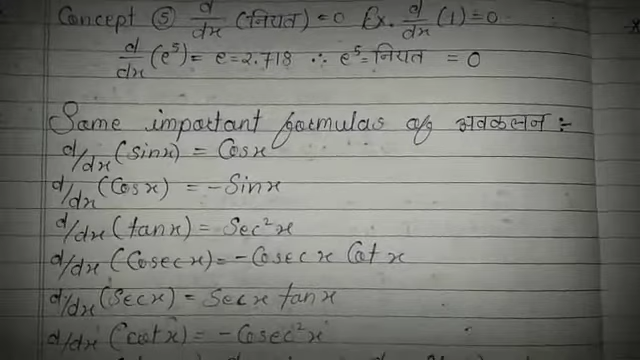 Concept ⑤ d/dx (नियत) = 0 Ex. d/dx (1) = 0
d/dx (e⁵) = e = 2.718 ∴ e⁵ = नियत = 0
Same important formulas of अवकलन :-
d/dx (sinx) = Cosx
d/dx (Cosx) = -Sinx
d/dx (tanx) = Sec²x
d/dx (Cosecx) = -Cosec x Cot x
d/dx (Secx) = Secx tanx
d/dx (cotx) = -Cosec²x